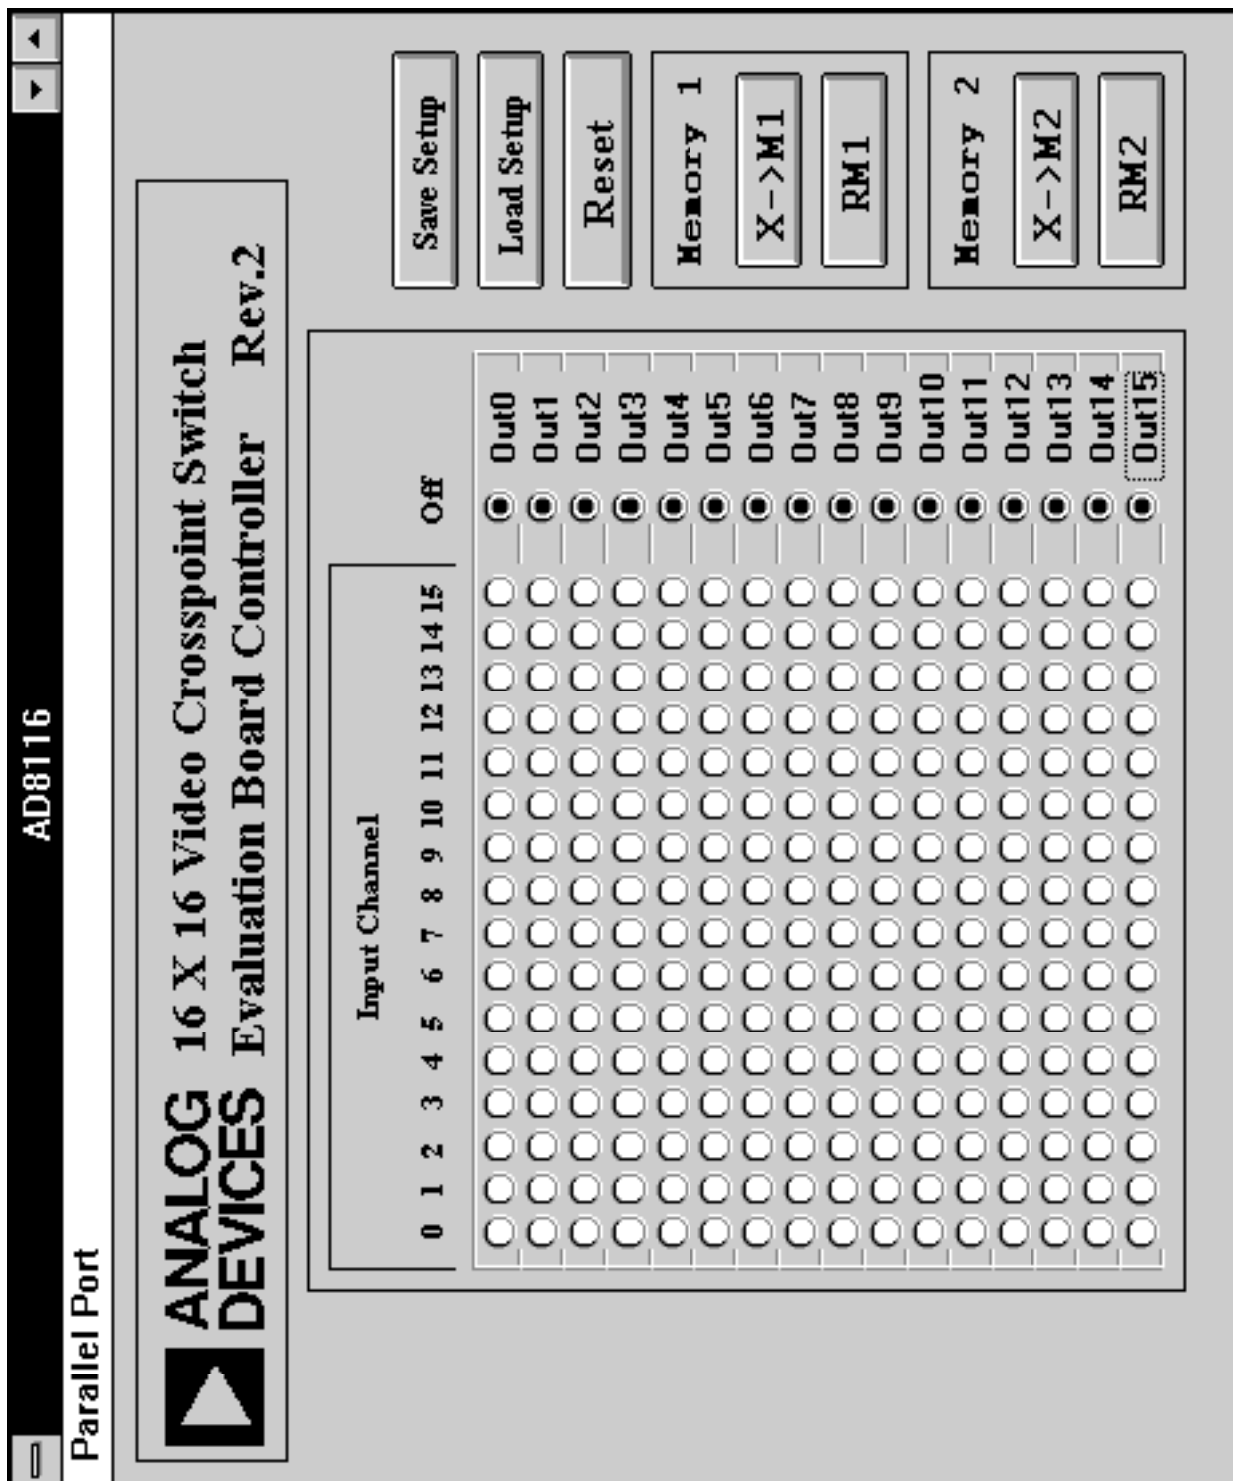 AD8116
Parallel Port
ANALOG
DEVICES
16 X 16 Video Crosspoint Switch
Evaluation Board Controller Rev.2
Input Channel
0 1 2 3 4 5 6 7 8 9 10 11 12 13 14 15 Off
Out0
Out1
Out2
Out3
Out4
Out5
Out6
Out7
Out8
Out9
Out10
Out11
Out12
Out13
Out14
Out15
Save Setup
Load Setup
Reset
Memory 1
X->M1
RM1
Memory 2
X->M2
RM2